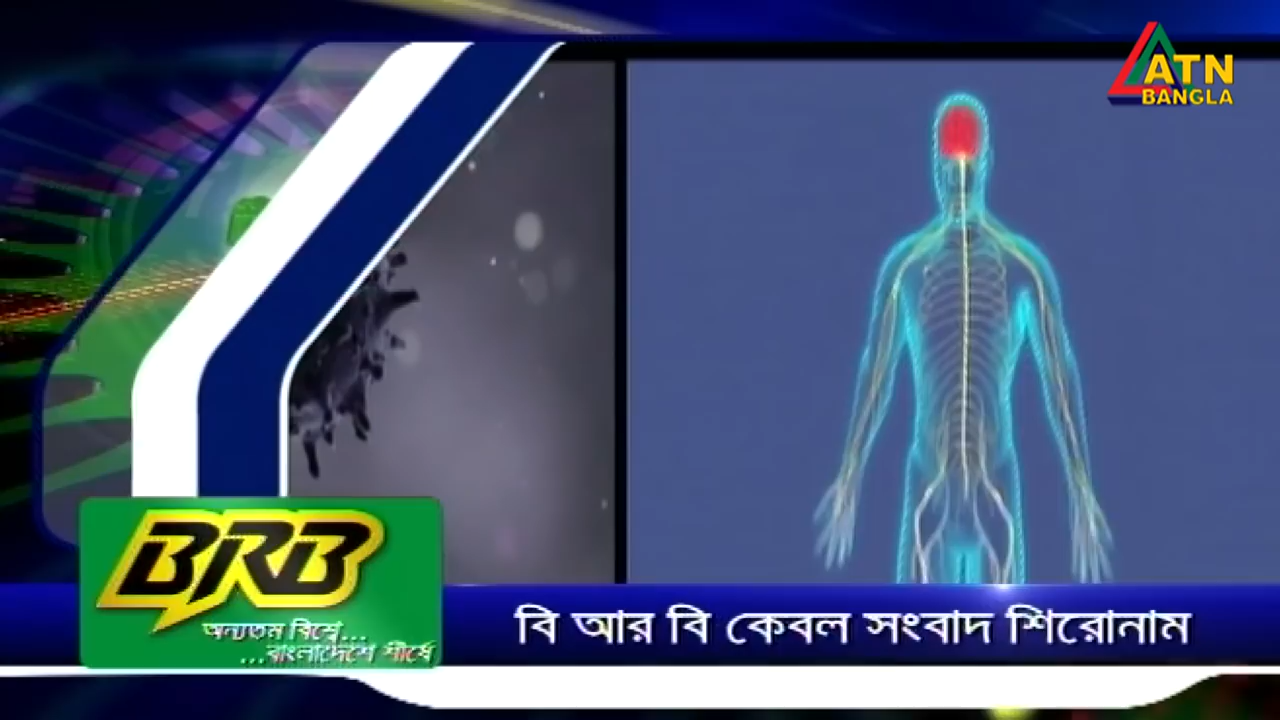 ATN
BANGLA
BRB
অন্যতম বিশ্বে...
...বাংলাদেশে শীর্ষে
বি আর বি কেবল সংবাদ শিরোনাম